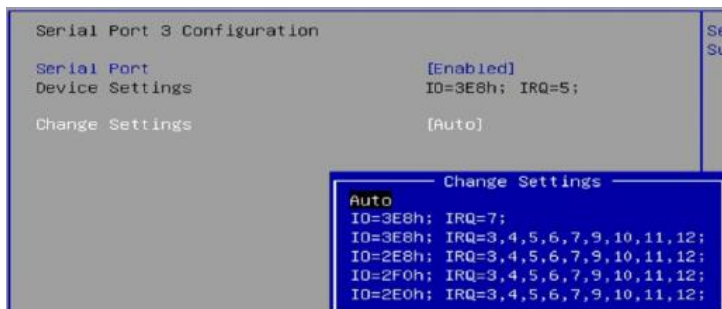 Serial Port 3 Configuration
Se
Su
Serial Port [Enabled]
Device Settings IO=3E8h; IRQ=5;
Change Settings [Auto]
Change Settings
Auto
IO=3E8h; IRQ=7;
IO=3E8h; IRQ=3,4,5,6,7,9,10,11,12;
IO=2E8h; IRQ=3,4,5,6,7,9,10,11,12;
IO=2F0h; IRQ=3,4,5,6,7,9,10,11,12;
IO=2E0h; IRQ=3,4,5,6,7,9,10,11,12;